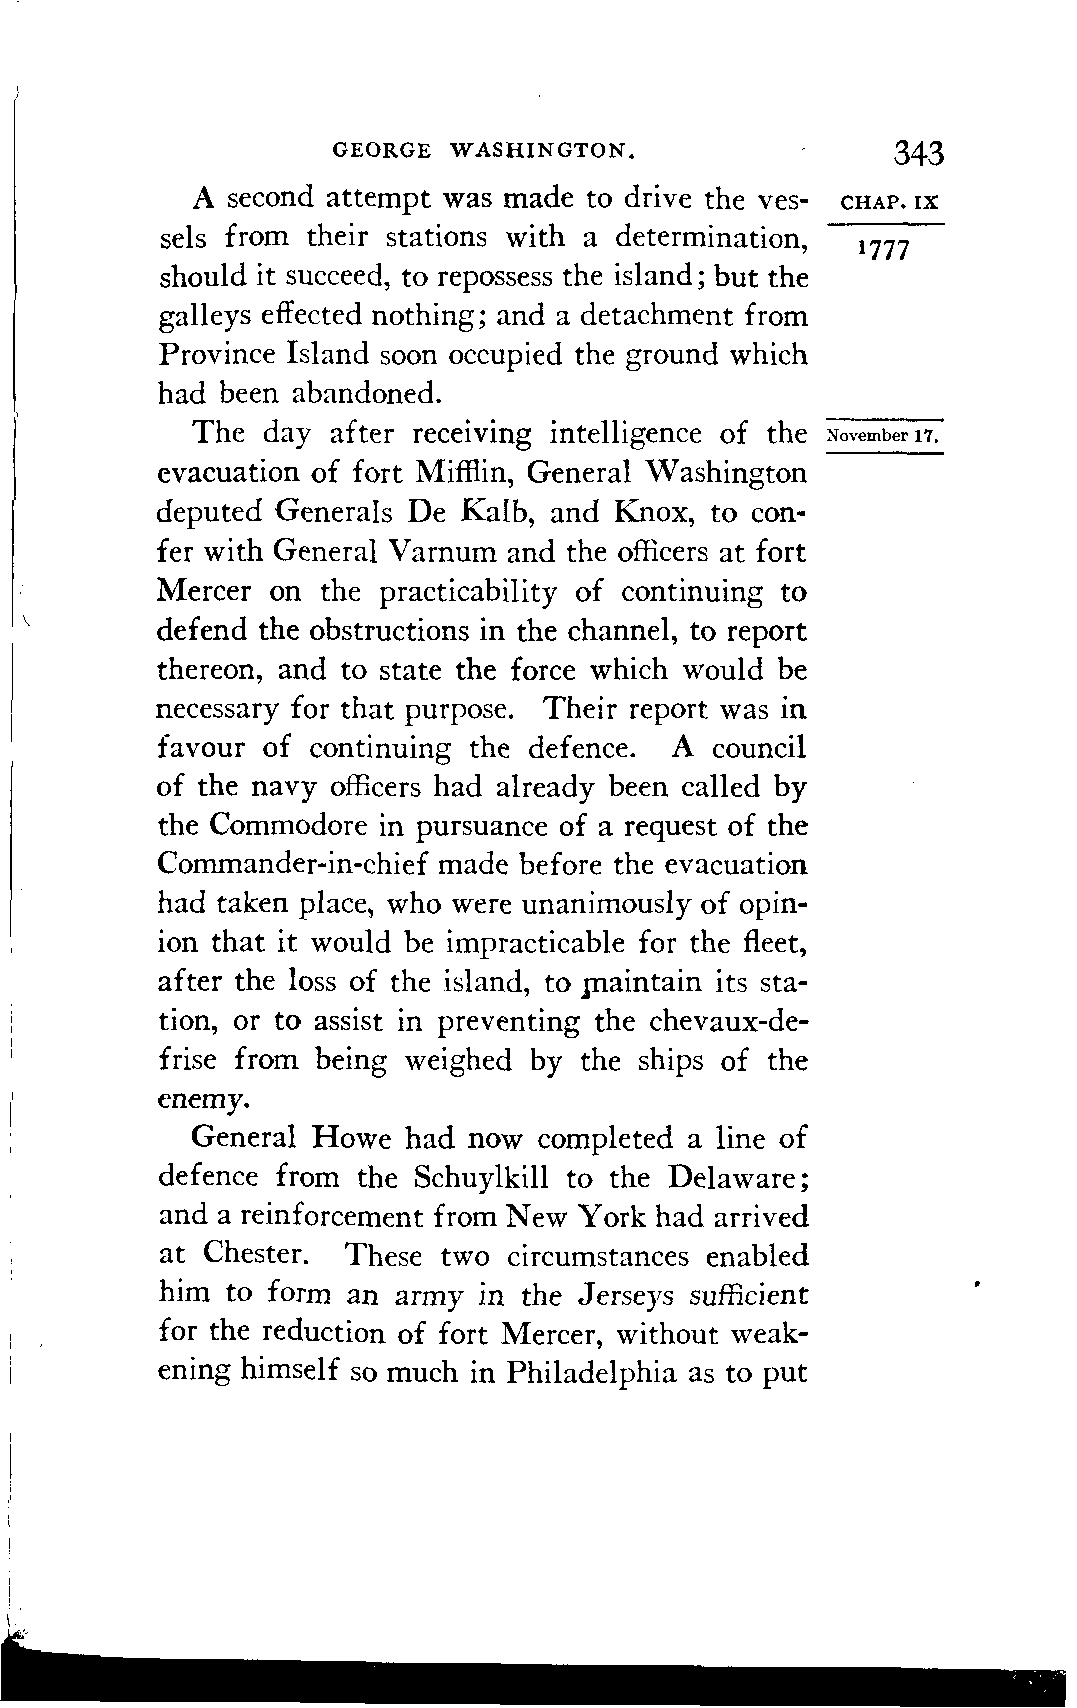 GEORGE WASHINGTON. 343
A second attempt was made to drive the ves- CHAP. IX
sels from their stations with a determination, 1777
should it succeed, to repossess the island; but the
galleys effected nothing; and a detachment from
Province Island soon occupied the ground which
had been abandoned.
The day after receiving intelligence of the November 17.
evacuation of fort Mifflin, General Washington
deputed Generals De Kalb, and Knox, to con-
fer with General Varnum and the officers at fort
Mercer on the practicability of continuing to
defend the obstructions in the channel, to report
thereon, and to state the force which would be
necessary for that purpose. Their report was in
favour of continuing the defence. A council
of the navy officers had already been called by
the Commodore in pursuance of a request of the
Commander-in-chief made before the evacuation
had taken place, who were unanimously of opin-
ion that it would be impracticable for the fleet,
after the loss of the island, to maintain its sta-
tion, or to assist in preventing the chevaux-de-
frise from being weighed by the ships of the
enemy.
General Howe had now completed a line of
defence from the Schuylkill to the Delaware;
and a reinforcement from New York had arrived
at Chester. These two circumstances enabled
him to form an army in the Jerseys sufficient
for the reduction of fort Mercer, without weak-
ening himself so much in Philadelphia as to put